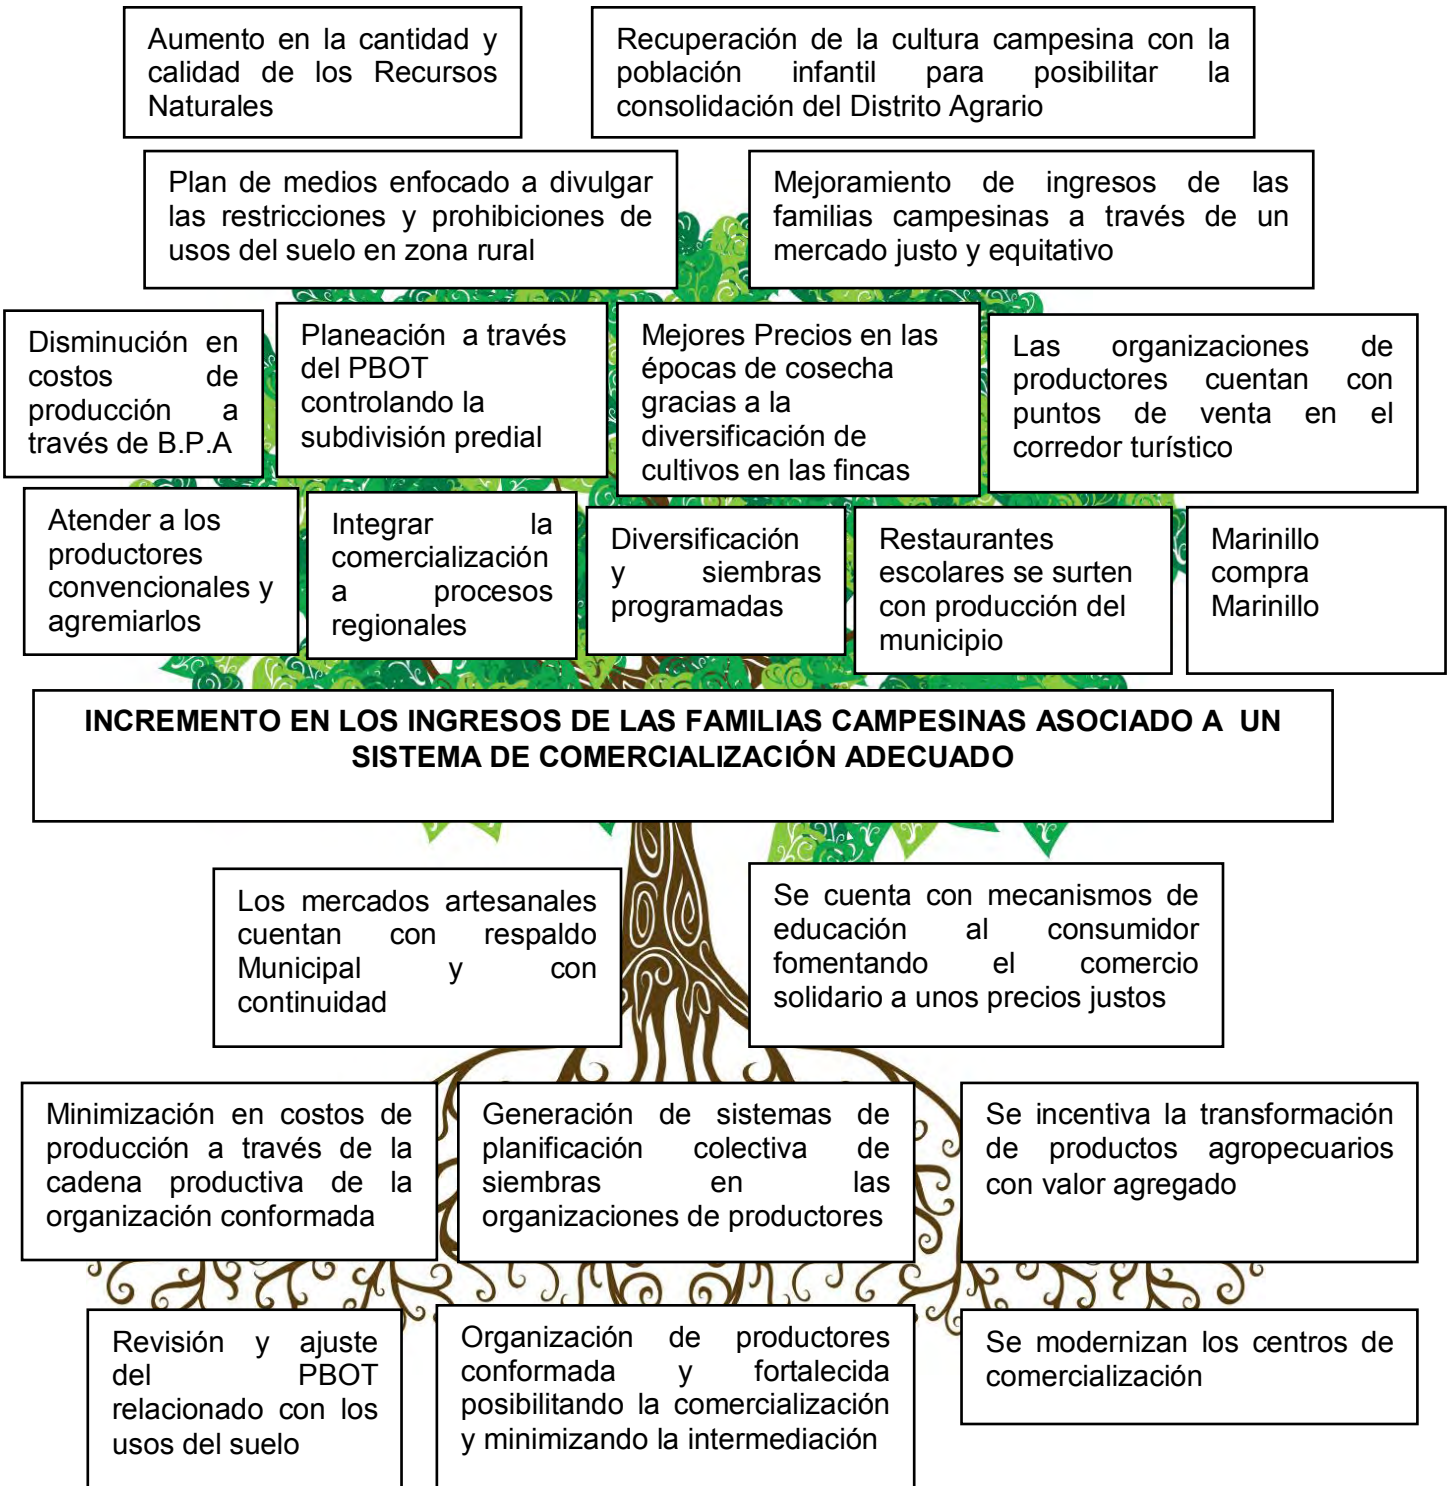 Aumento en la cantidad y
calidad de los Recursos
Naturales
Recuperación de la cultura campesina con la
población infantil para posibilitar la
consolidación del Distrito Agrario
Plan de medios enfocado a divulgar
las restricciones y prohibiciones de
usos del suelo en zona rural
Mejoramiento de ingresos de las
familias campesinas a través de un
mercado justo y equitativo
Disminución en
costos de
producción a
través de B.P.A
Planeación a través
del PBOT
controlando la
subdivisión predial
Mejores Precios en las
épocas de cosecha
gracias a la
diversificación de
cultivos en las fincas
Las organizaciones de
productores cuentan con
puntos de venta en el
corredor turístico
Atender a los
productores
convencionales y
agremiarlos
Integrar la
comercialización
a procesos
regionales
Diversificación
y siembras
programadas
Restaurantes
escolares se surten
con producción del
municipio
Marinillo
compra
Marinillo
INCREMENTO EN LOS INGRESOS DE LAS FAMILIAS CAMPESINAS ASOCIADO A UN
SISTEMA DE COMERCIALIZACIÓN ADECUADO
Los mercados artesanales
cuentan con respaldo
Municipal y con
continuidad
Se cuenta con mecanismos de
educación al consumidor
fomentando el comercio
solidario a unos precios justos
Minimización en costos de
producción a través de la
cadena productiva de la
organización conformada
Generación de sistemas de
planificación colectiva de
siembras en las
organizaciones de productores
Se incentiva la transformación
de productos agropecuarios
con valor agregado
Revisión y ajuste
del PBOT
relacionado con los
usos del suelo
Organización de productores
conformada y fortalecida
posibilitando la comercialización
y minimizando la intermediación
Se modernizan los centros de
comercialización